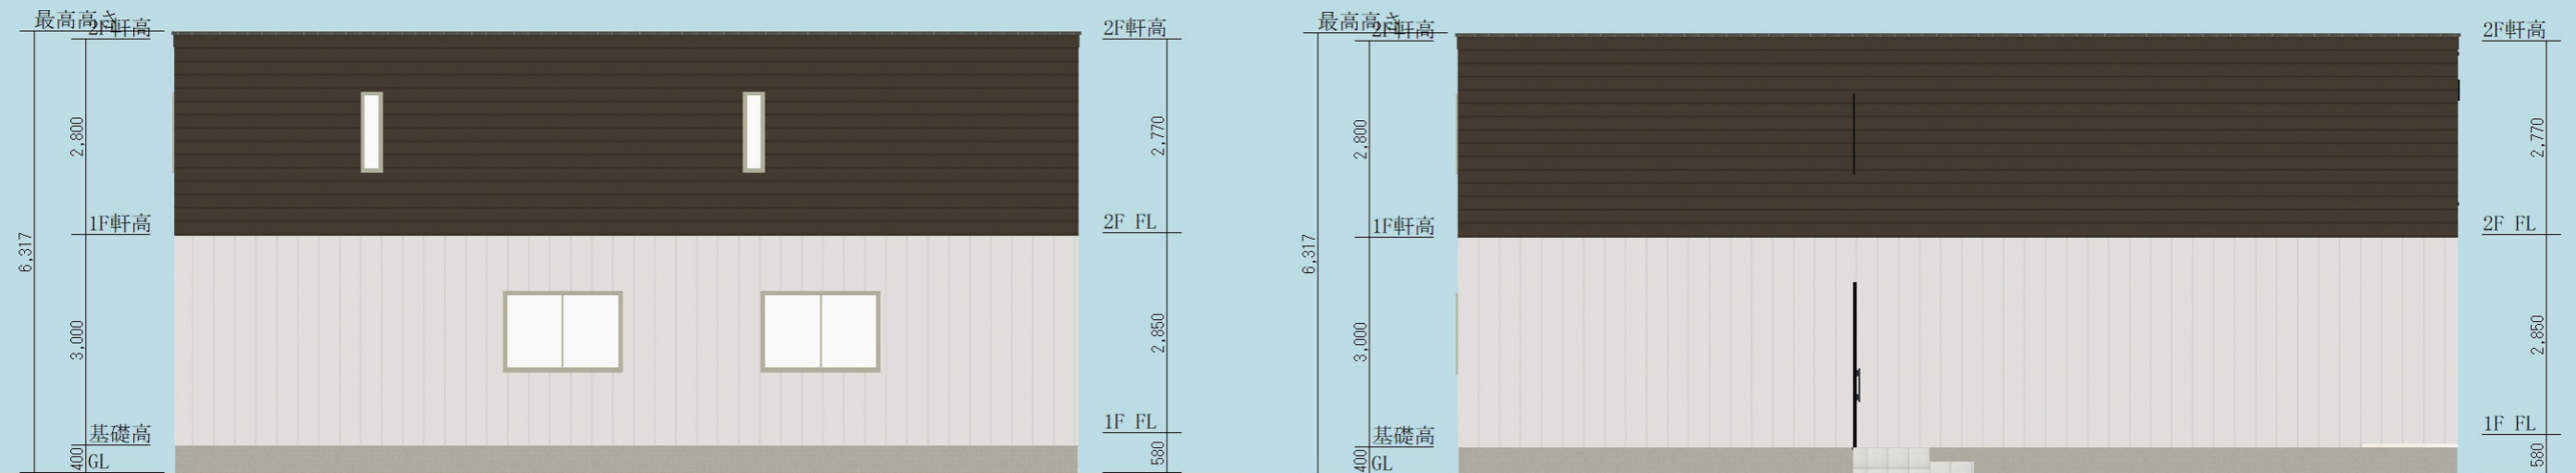 最高高さ
2F軒高
2F軒高
2,800
2,770
1F軒高
2F FL
6,317
3,000
2,850
基礎高
1F FL
400
GL
580
最高高さ
2F軒高
2F軒高
2,800
2,770
1F軒高
2F FL
6,317
3,000
2,850
基礎高
1F FL
400
GL
580